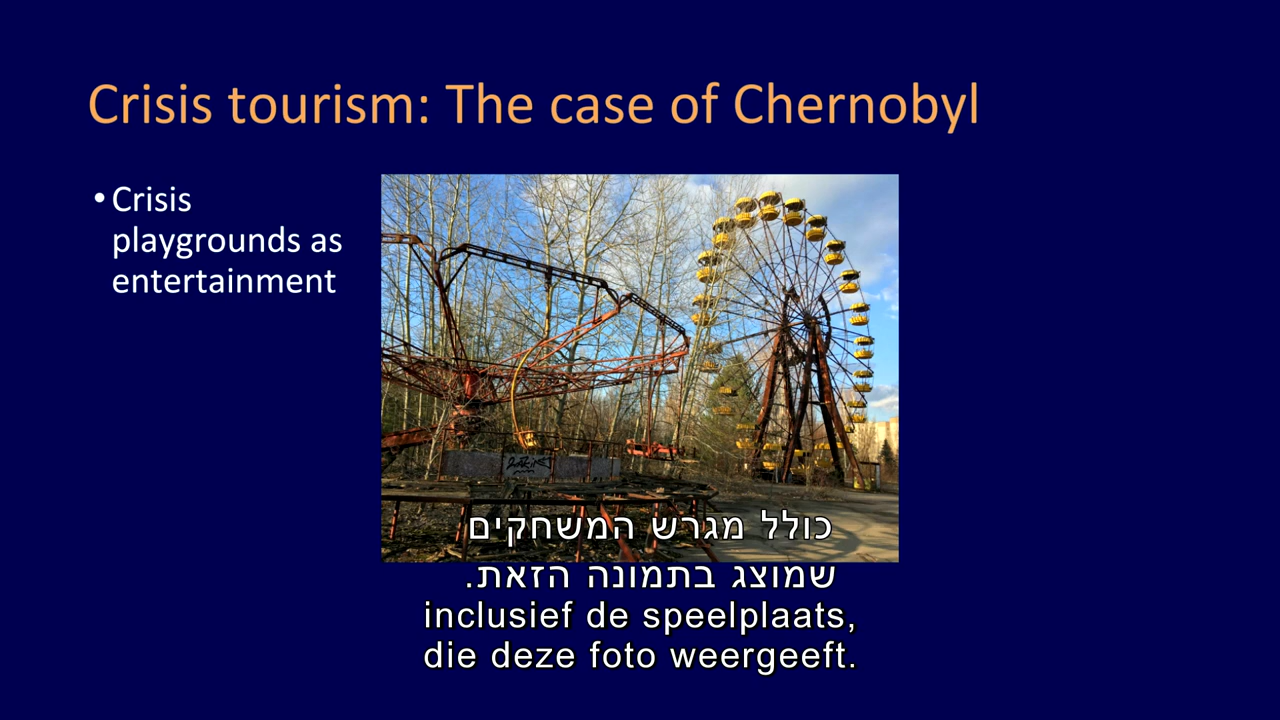 Crisis tourism: The case of Chernobyl
• Crisis
playgrounds as
entertainment
כולל מגרש המשחקים
שמוצג בתמונה הזאת.
inclusief de speelplaats,
die deze foto weergeeft.